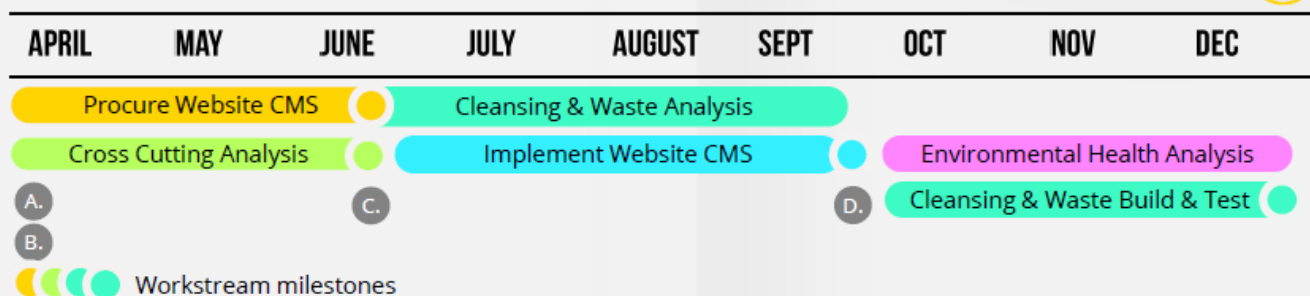 APRIL MAY JUNE JULY AUGUST SEPT OCT NOV DEC
Procure Website CMS Cleansing & Waste Analysis
Cross Cutting Analysis Implement Website CMS Environmental Health Analysis
A. C. D. Cleansing & Waste Build & Test
B.
Workstream milestones